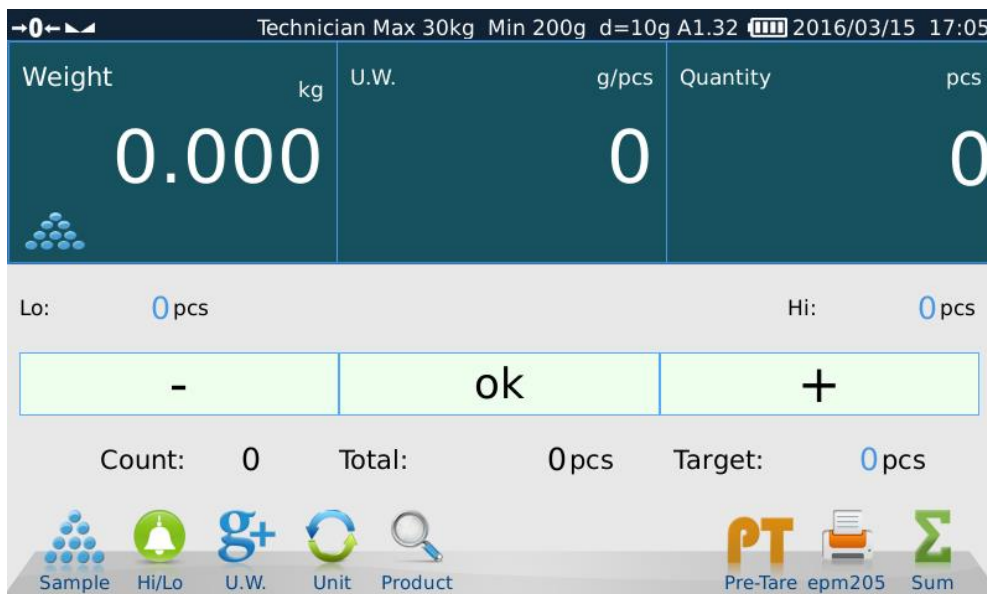 →0← Technician Max 30kg Min 200g d=10g A1.32 2016/03/15 17:05
Weight kg U.W. g/pcs Quantity pcs
0.000 0 0
Lo: 0 pcs Hi: 0 pcs
- ok +
Count: 0 Total: 0 pcs Target: 0 pcs
g+ PT Σ
Sample Hi/Lo U.W. Unit Product Pre-Tare epm205 Sum